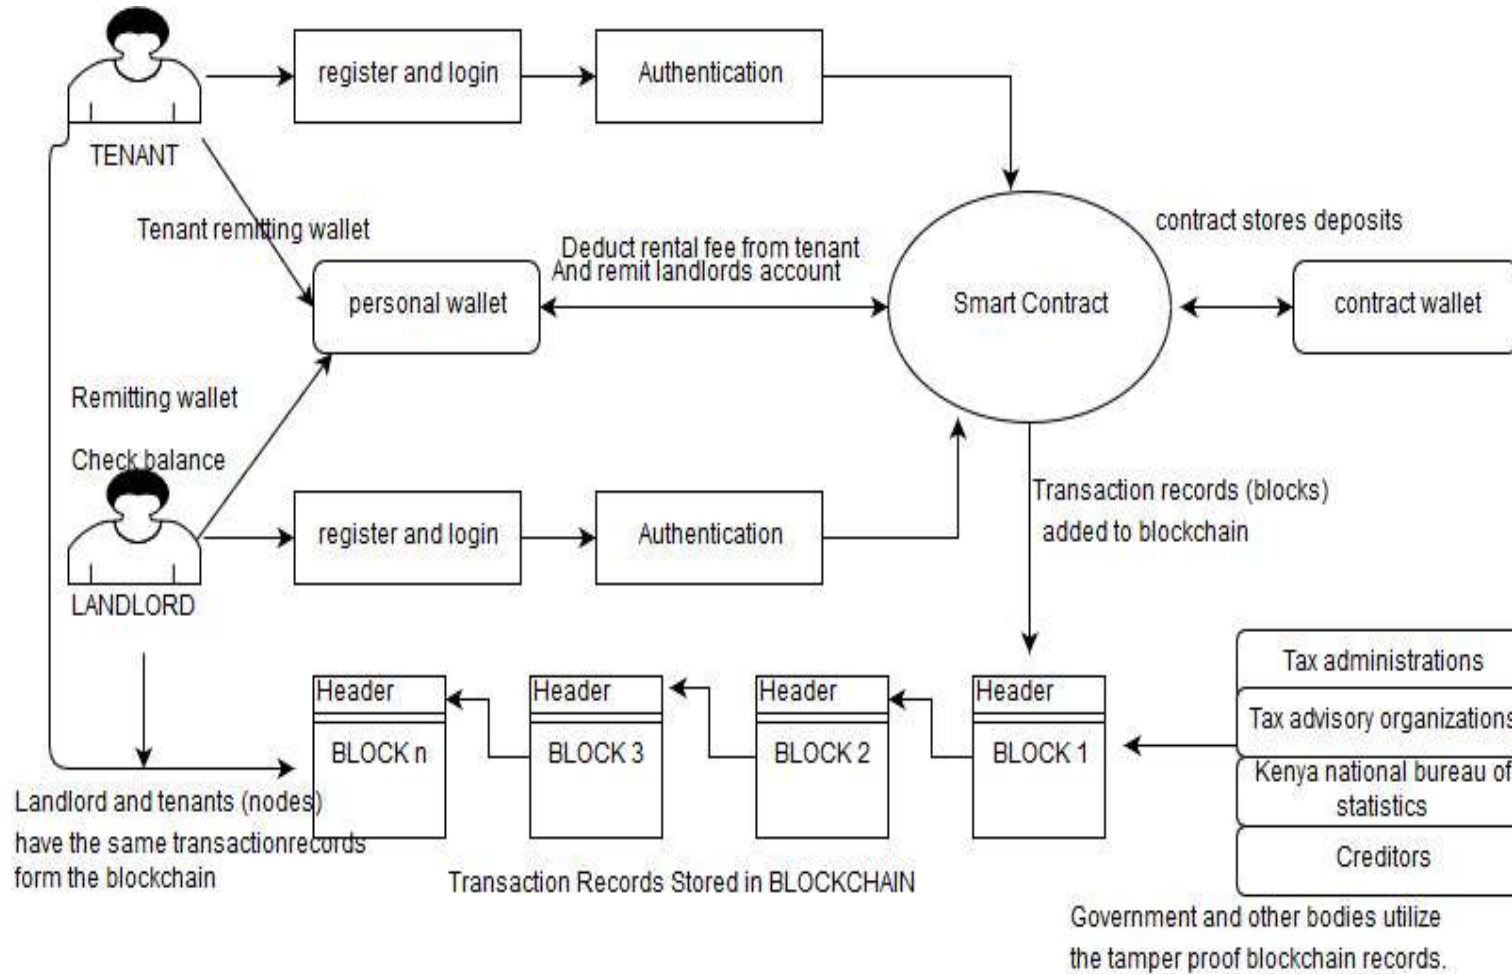 register and login
Authentication
TENANT
Tenant remitting wallet
contract stores deposits
Deduct rental fee from tenant
And remit landlords account
personal wallet
Smart Contract
contract wallet
Remitting wallet
Check balance
register and login
Authentication
LANDLORD
Transaction records (blocks)
added to blockchain
Header
BLOCK n
Header
BLOCK 3
Header
BLOCK 2
Header
BLOCK 1
Tax administrations
Tax advisory organizations
Kenya national bureau of
statistics
Creditors
Landlord and tenants (nodes)
have the same transactionrecords
form the blockchain
Transaction Records Stored in BLOCKCHAIN
Government and other bodies utilize
the tamper proof blockchain records.